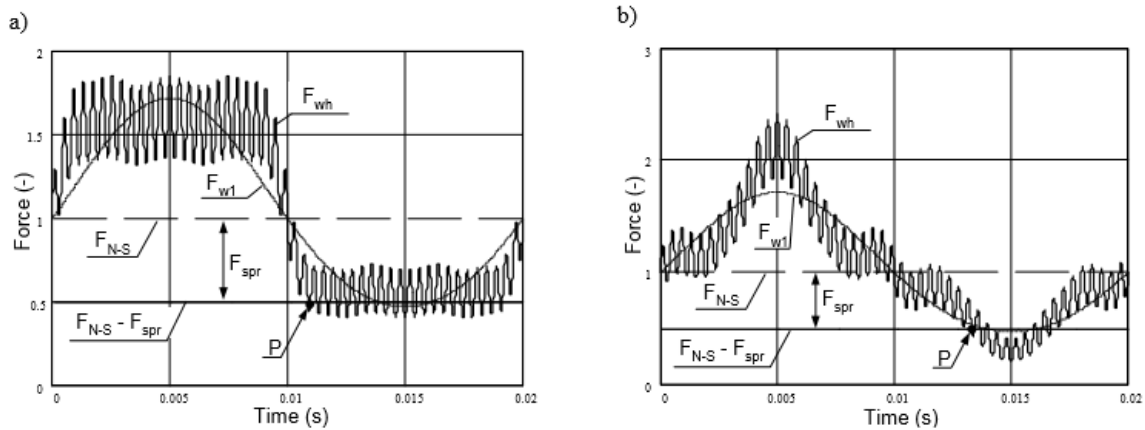 a)
2
1.5
1
0.5
0
Force (-)
F_wh
F_w1
F_N-S
F_spr
F_N-S - F_spr
P
0
0.005
0.01
0.015
0.02
Time (s)
b)
3
2
1
0
Force (-)
F_wh
F_w1
F_N-S
F_spr
F_N-S - F_spr
P
0
0.005
0.01
0.015
0.02
Time (s)